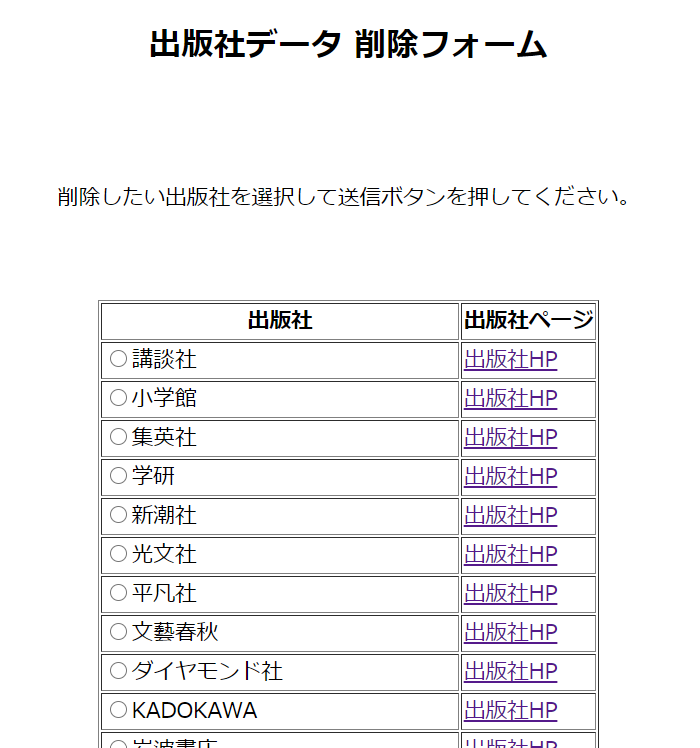 出版社データ 削除フォーム
削除したい出版社を選択して送信ボタンを押してください。
出版社 出版社ページ
講談社 出版社HP
小学館 出版社HP
集英社 出版社HP
学研 出版社HP
新潮社 出版社HP
光文社 出版社HP
平凡社 出版社HP
文藝春秋 出版社HP
ダイヤモンド社 出版社HP
KADOKAWA 出版社HP
岩波書店 出版社HP